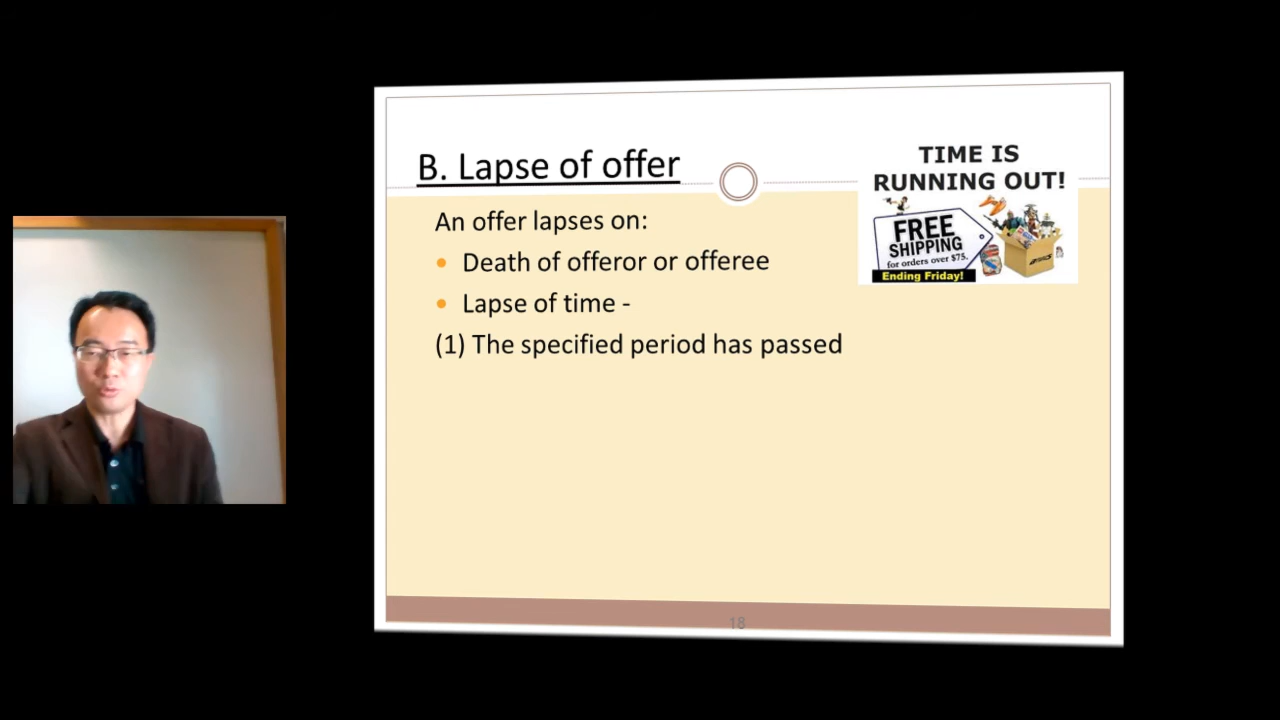 B. Lapse of offer
TIME IS
RUNNING OUT!
FREE
SHIPPING
for orders over $75.
Ending Friday!
An offer lapses on:
• Death of offeror or offeree
• Lapse of time -
(1) The specified period has passed
18